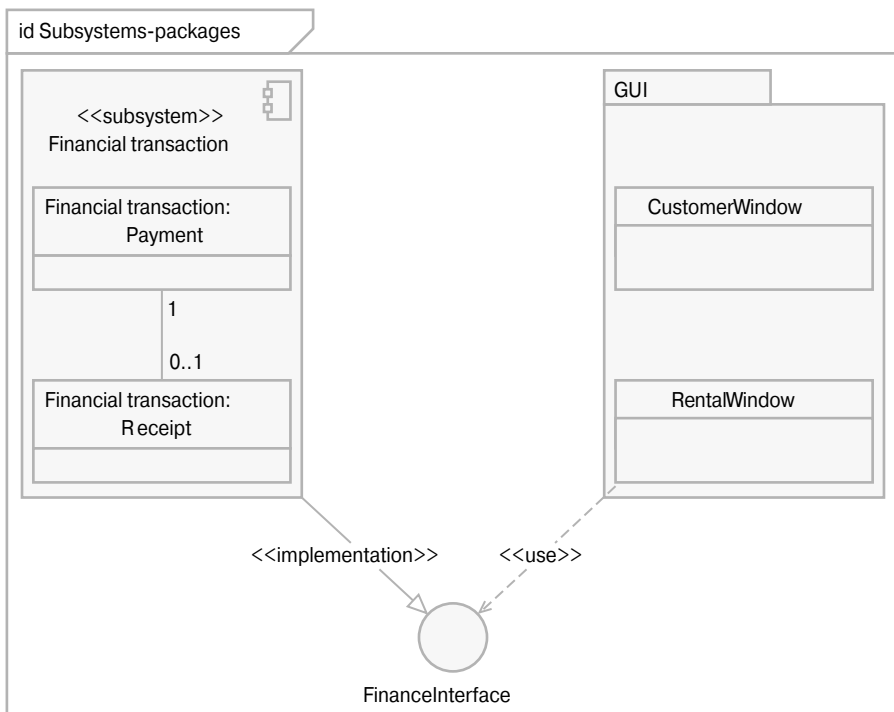 id Subsystems-packages
<<subsystem>>
Financial transaction
Financial transaction:
Payment
1
0..1
Financial transaction:
Receipt
GUI
CustomerWindow
RentalWindow
<<implementation>>
<<use>>
FinanceInterface